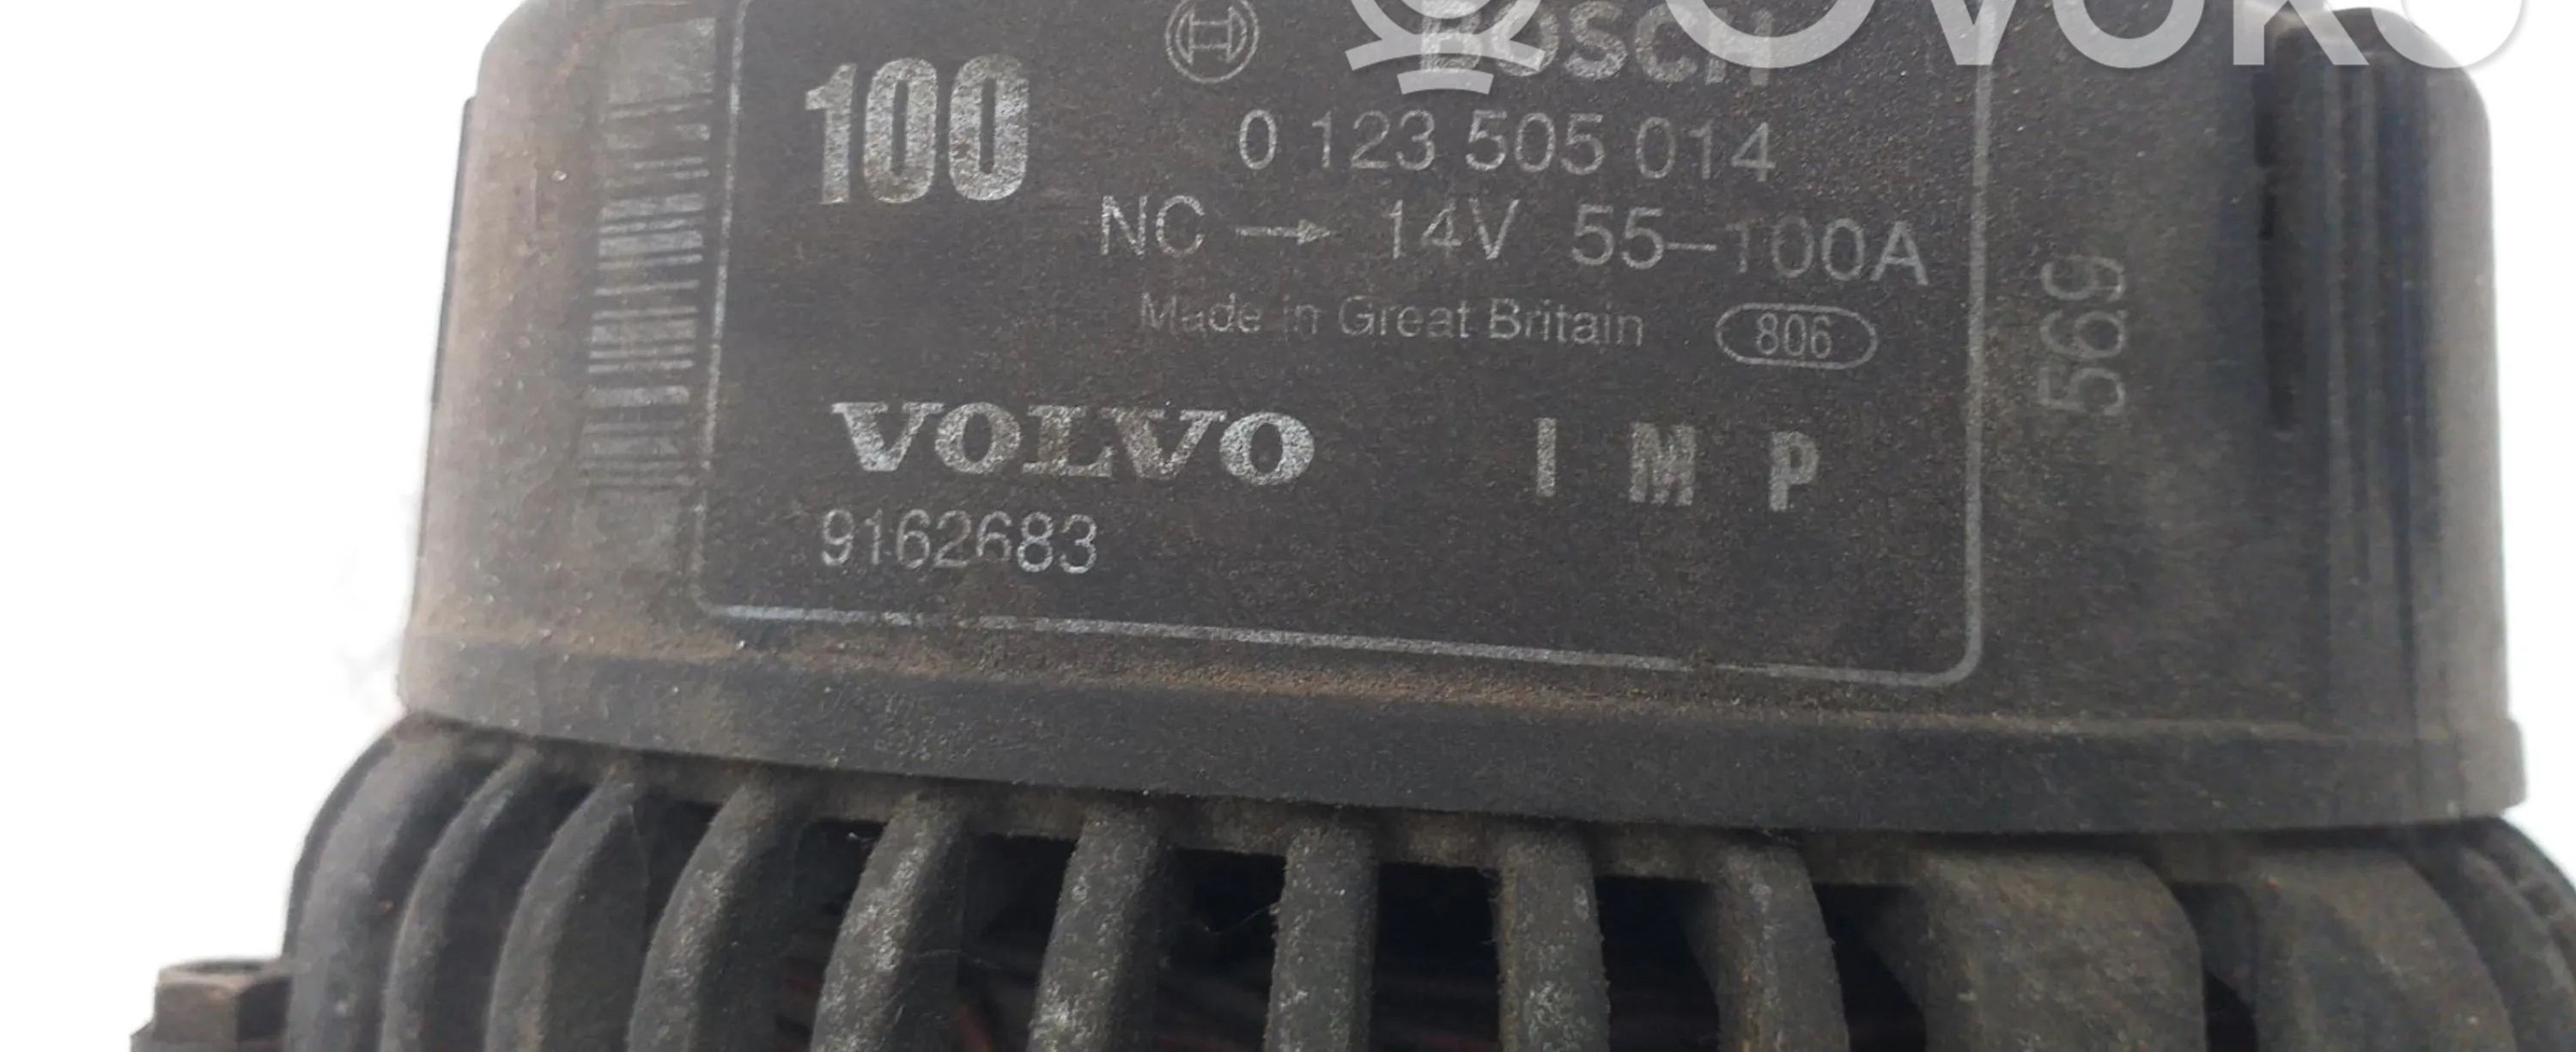 100
BOSCH
0 123 505 014
NC → 14V 55-100A
Made in Great Britain 806
VOLVO I M P
9162683
569